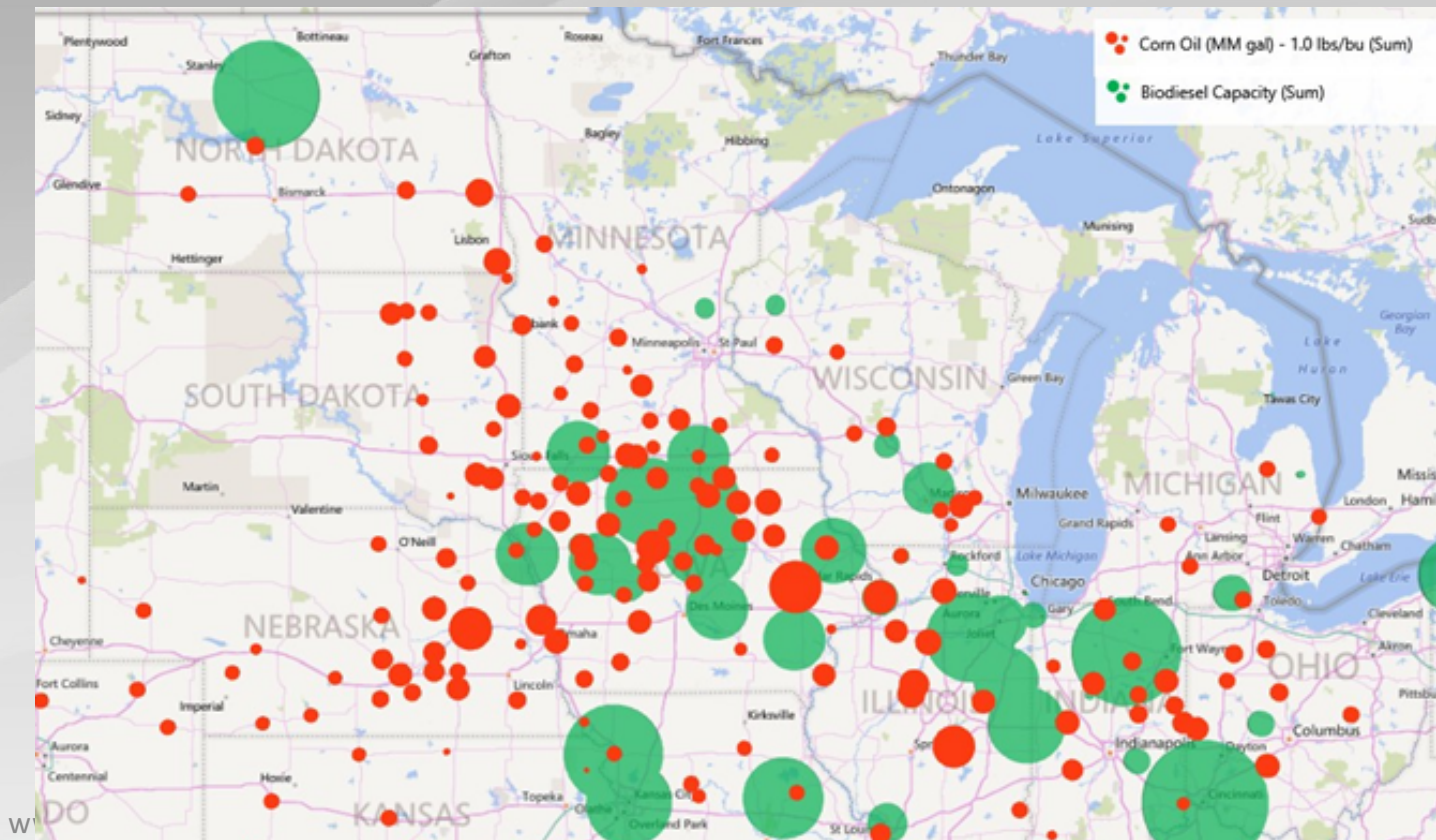 Corn Oil (MM gal) - 1.0 lbs/bu (Sum)
Biodiesel Capacity (Sum)
Plentywood
Bottineau
Roseau
Fort Frances
Stanley
Grafton
Thunder Bay
Sidney
Bagley
Hibbing
Lake Superior
NORTH DAKOTA
Glendive
Bismarck
Ontonagon
Lisbon
MINNESOTA
Munising
Hettinger
Georgian
Bay
Minneapolis
St Paul
Lake
Huron
SOUTH DAKOTA
WISCONSIN
Green Bay
Tawas City
Sioux Falls
Martin
Milwaukee
MICHIGAN
London
Valentine
Grand Rapids
Flint
Lansing
Warren
O'Neill
Rockford
Lake Michigan
Ann Arbor
Chatham
Chicago
Detroit
Lake Erie
Des Moines
Aurora
Gary
South Bend
Toledo
Cleveland
NEBRASKA
Joliet
Akron
Cheyenne
Fort Wayne
OHIO
Fort Collins
Lincoln
Imperial
ILLINOIS
INDIANA
Kirksville
Columbus
Aurora
Indianapolis
Dayton
Centennial
Hoxie
Topeka
Kansas City
Olathe
Cincinnati
KANSAS
Overland Park
St Louis